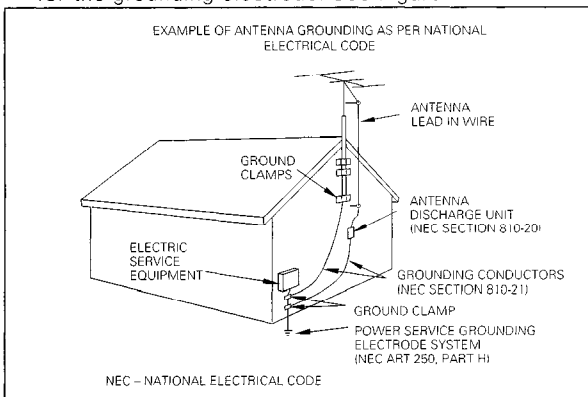 EXAMPLE OF ANTENNA GROUNDING AS PER NATIONAL
ELECTRICAL CODE
ANTENNA
LEAD IN WIRE
GROUND
CLAMPS
ANTENNA
DISCHARGE UNIT
(NEC SECTION 810-20)
ELECTRIC
SERVICE
EQUIPMENT
GROUNDING CONDUCTORS
(NEC SECTION 810-21)
GROUND CLAMP
POWER SERVICE GROUNDING
ELECTRODE SYSTEM
(NEC ART 250, PART H)
NEC – NATIONAL ELECTRICAL CODE